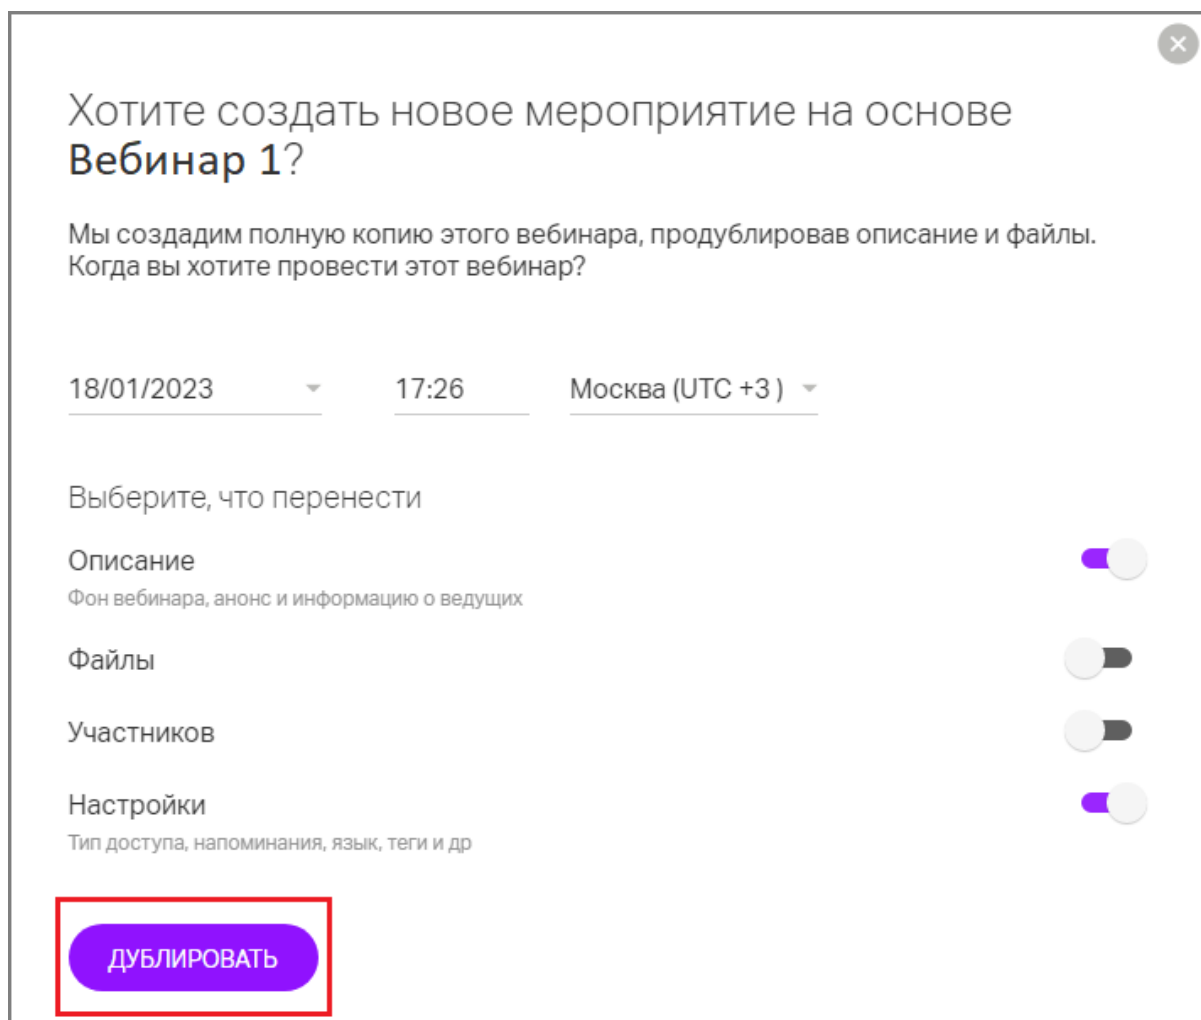 Хотите создать новое мероприятие на основе
Вебинар 1?
Мы создадим полную копию этого вебинара, продублировав описание и файлы.
Когда вы хотите провести этот вебинар?
18/01/2023 17:26 Москва (UTC +3 )
Выберите, что перенести
Описание
Фон вебинара, анонс и информацию о ведущих
Файлы
Участников
Настройки
Тип доступа, напоминания, язык, теги и др
ДУБЛИРОВАТЬ